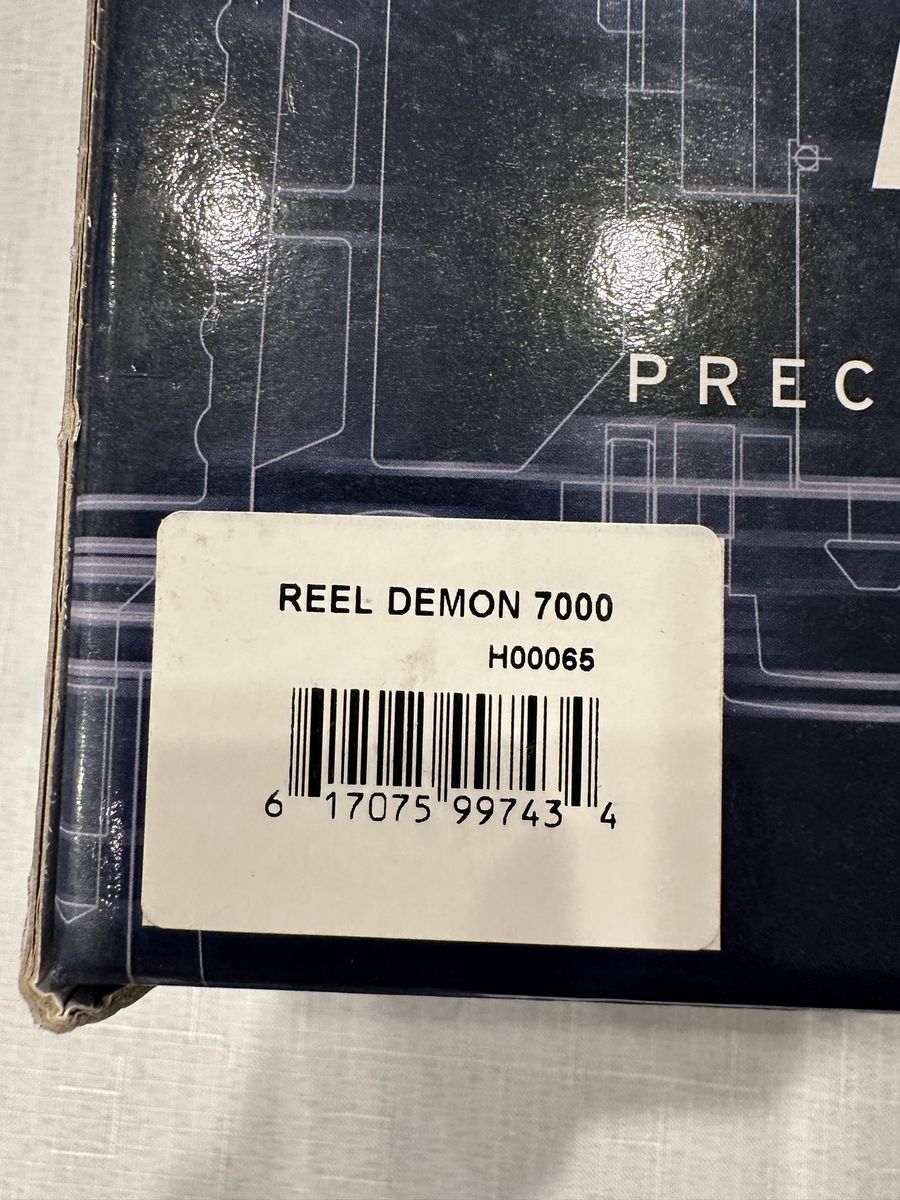 PREC
REEL DEMON 7000
H00065
6 17075 99743 4